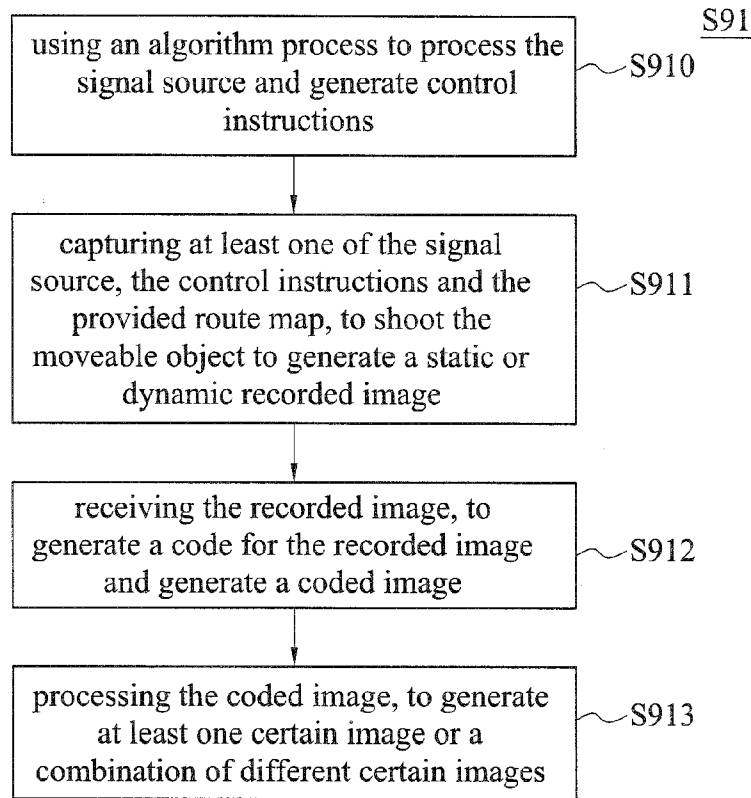 S91
using an algorithm process to process the
signal source and generate control
instructions
S910
capturing at least one of the signal
source, the control instructions and the
provided route map, to shoot the
moveable object to generate a static or
dynamic recorded image
S911
receiving the recorded image, to
generate a code for the recorded image
and generate a coded image
S912
processing the coded image, to generate
at least one certain image or a
combination of different certain images
S913